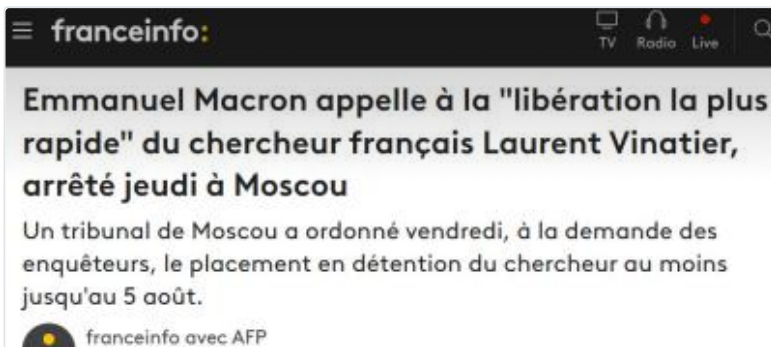 franceinfo:
TV Radio Live
Emmanuel Macron appelle à la "libération la plus
rapide" du chercheur français Laurent Vinatier,
arrêté jeudi à Moscou
Un tribunal de Moscou a ordonné vendredi, à la demande des
enquêteurs, le placement en détention du chercheur au moins
jusqu'au 5 août.
franceinfo avec AFP